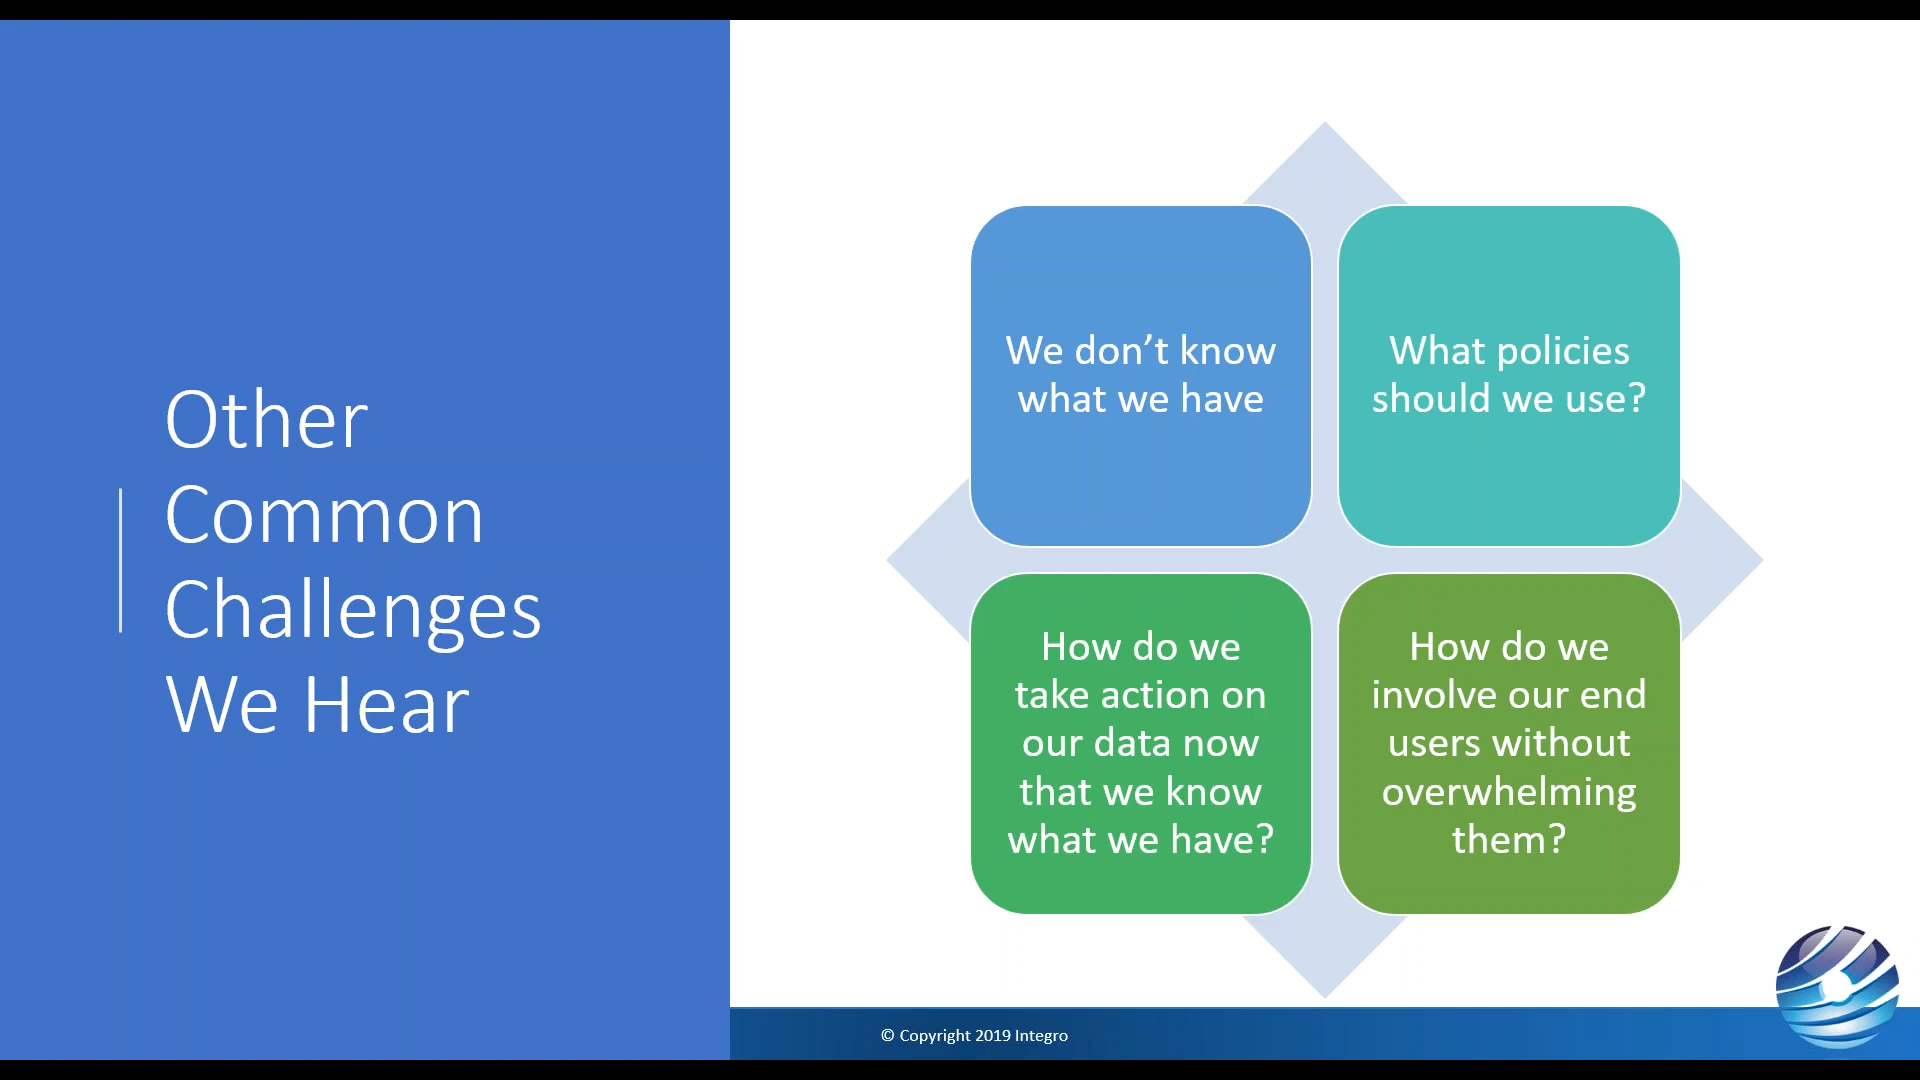 Other
Common
Challenges
We Hear
We don’t know
what we have
What policies
should we use?
How do we
take action on
our data now
that we know
what we have?
How do we
involve our end
users without
overwhelming
them?
© Copyright 2019 Integro